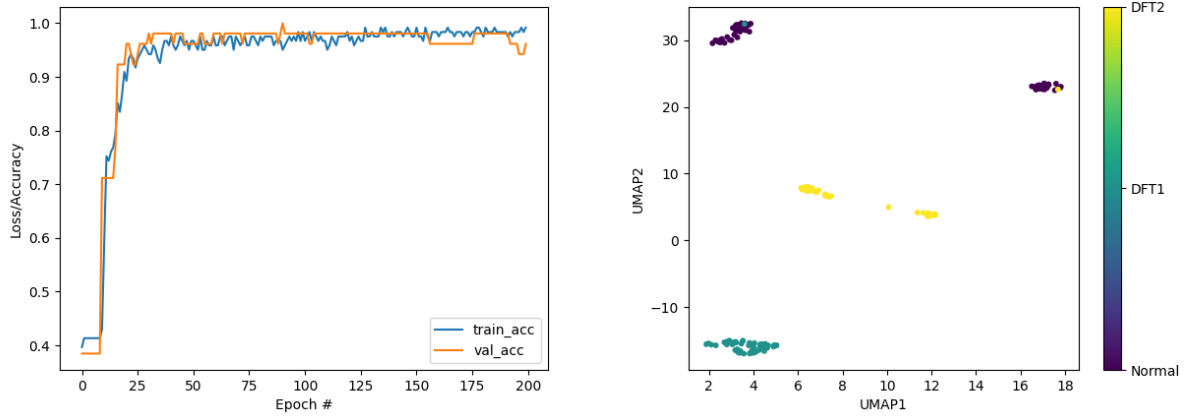 1.0
0.9
0.8
0.7
0.6
0.5
0.4
Loss/Accuracy
0 25 50 75 100 125 150 175 200
Epoch #
train_acc
val_acc
30
20
10
0
−10
UMAP2
2 4 6 8 10 12 14 16 18
UMAP1
DFT2
DFT1
Normal